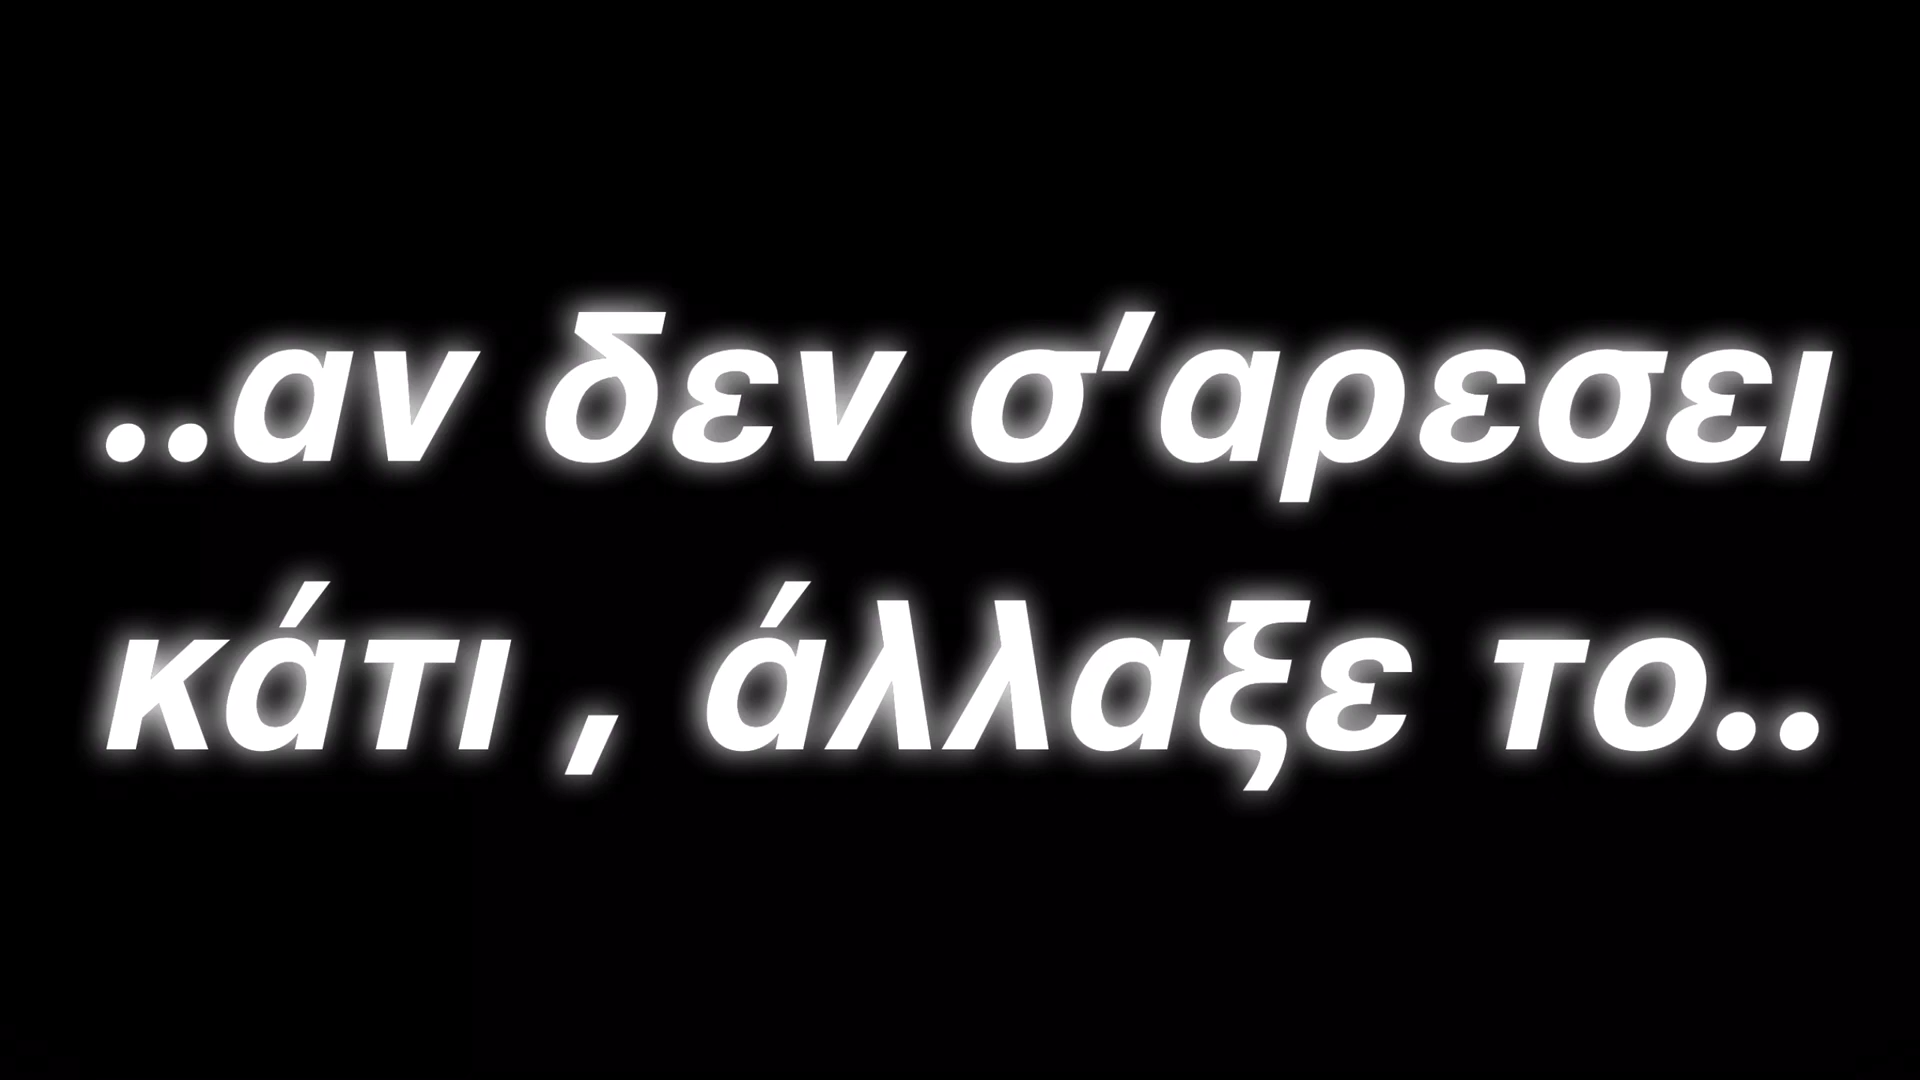 ..αν δεν σ'αρεσει
κάτι , άλλαξε το..